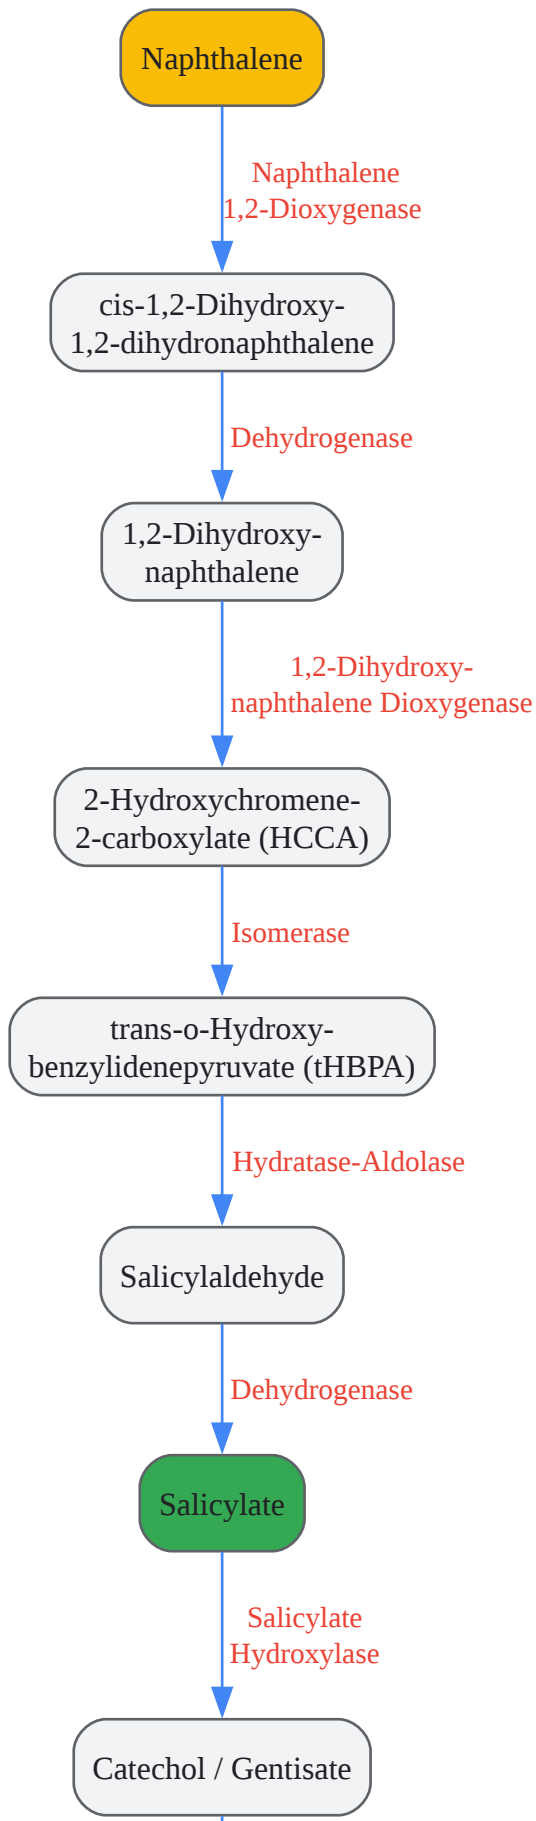 Naphthalene
Naphthalene
1,2-Dioxygenase
cis-1,2-Dihydroxy-
1,2-dihydronaphthalene
Dehydrogenase
1,2-Dihydroxy-
naphthalene
1,2-Dihydroxy-
naphthalene Dioxygenase
2-Hydroxychromene-
2-carboxylate (HCCA)
Isomerase
trans-o-Hydroxy-
benzylidenepyruvate (tHBPA)
Hydratase-Aldolase
Salicylaldehyde
Dehydrogenase
Salicylate
Salicylate
Hydroxylase
Catechol / Gentisate